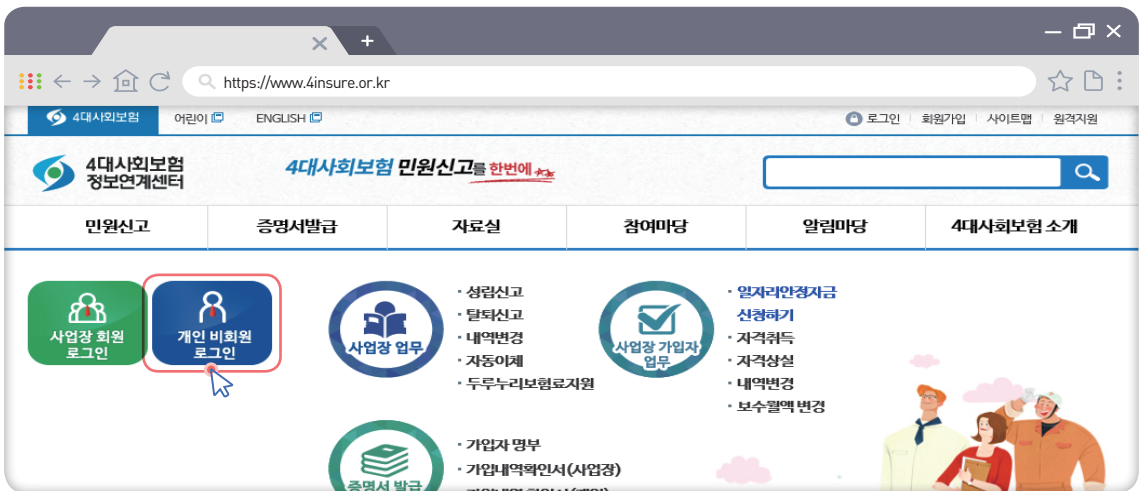 https://www.4insure.or.kr
4대사회보험
어린이
ENGLISH
로그인
회원가입
사이트맵
원격지원
4대사회보험
정보연계센터
4대사회보험 민원신고를 한번에
민원신고
증명서발급
자료실
참여마당
알림마당
4대사회보험 소개
사업장 회원
로그인
개인 비회원
로그인
사업장 업무
· 성립신고
· 탈퇴신고
· 내역변경
· 자동이체
· 두루누리보험료지원
사업장 가입자
업무
· 일자리안정자금
신청하기
· 자격취득
· 자격상실
· 내역변경
· 보수월액 변경
증명서 발급
· 가입자 명부
· 가입내역확인서(사업장)